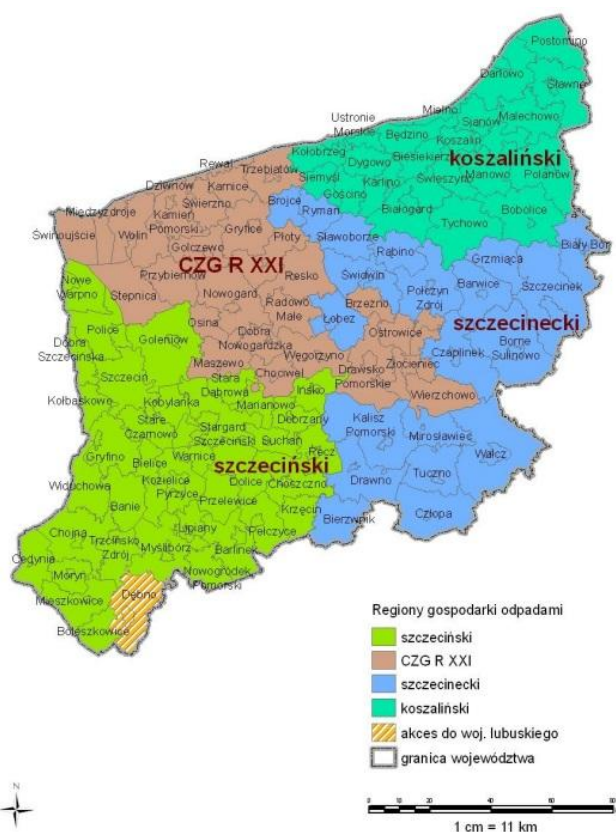 Postomino
Darłowo
Sławno
Mielno
Malechowo
Ustronie
Morskie
Sianów
Będzino
Koszalin
Kołobrzeg
Dygowo
Biesiekierz
koszaliński
Rewal
Trzebiatów
Siemyśl
Karlino
Świeszyno
Manowo
Polanów
Dziwnów
Karnice
Gościno
Świerzno
Brojce
Rymań
Białogard
Bobolice
Międzyzdroje
Kamień
Pomorski
Gryfice
Tychowo
Świnoujście
Wolin
Płoty
Sławoborze
Rąbino
Grzmiąca
Biały Bór
Golczewo
CZG R XXI
Świdwin
Nowe
Warpno
Przybiernów
Resko
Połczyn
Zdrój
Barwice
Szczecinek
Stepnica
Nowogard
Radowo
Małe
Brzeżno
Police
Osina
Łobez
Ostrowice
szczecinecki
Dobra
Szczecińska
Goleniów
Dobra
Nowogardzka
Węgorzyno
Czaplinek
Borne
Sulinowo
Maszewo
Chociwel
Drawsko
Pomorskie
Złocieniec
Szczecin
Stara
Dąbrowa
Ińsko
Wierzchowo
Kołbaskowo
Kobylanka
Marianowo
Dobrzany
Kalisz
Pomorski
Stare
Czarnowo
Stargard
Szczeciński
Suchań
Mirosławiec
Gryfino
Bielice
Warnice
szczeciński
Recz
Wałcz
Widuchowa
Kozielice
Pyrzyce
Dolice
Choszczno
Drawno
Tuczno
Banie
Przelewice
Krzęcin
Bierzwnik
Człopa
Chojna
Trzcińsko
Zdrój
Lipiany
Pełczyce
Cedynia
Myślibórz
Barlinek
Moryń
Nowogródek
Pomorski
Mieszkowice
Dębno
Boleszkowice
Regiony gospodarki odpadami
szczeciński
CZG R XXI
szczecinecki
koszaliński
akces do woj. lubuskiego
granica województwa
N
1 cm = 11 km